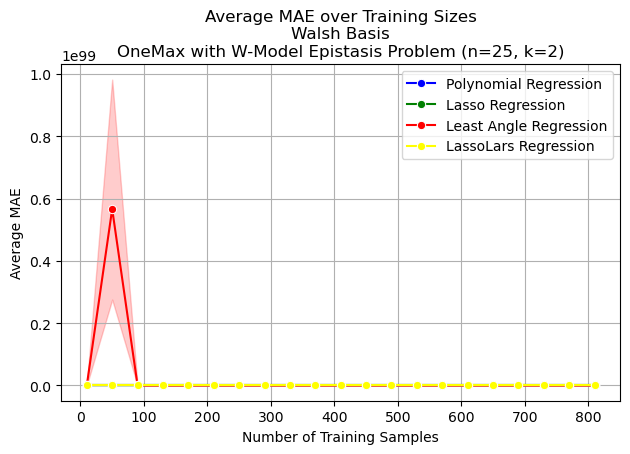 Average MAE over Training Sizes
Walsh Basis
OneMax with W-Model Epistasis Problem (n=25, k=2)
1e99
1.0
0.8
0.6
0.4
0.2
0.0
Average MAE
Polynomial Regression
Lasso Regression
Least Angle Regression
LassoLars Regression
0 100 200 300 400 500 600 700 800
Number of Training Samples